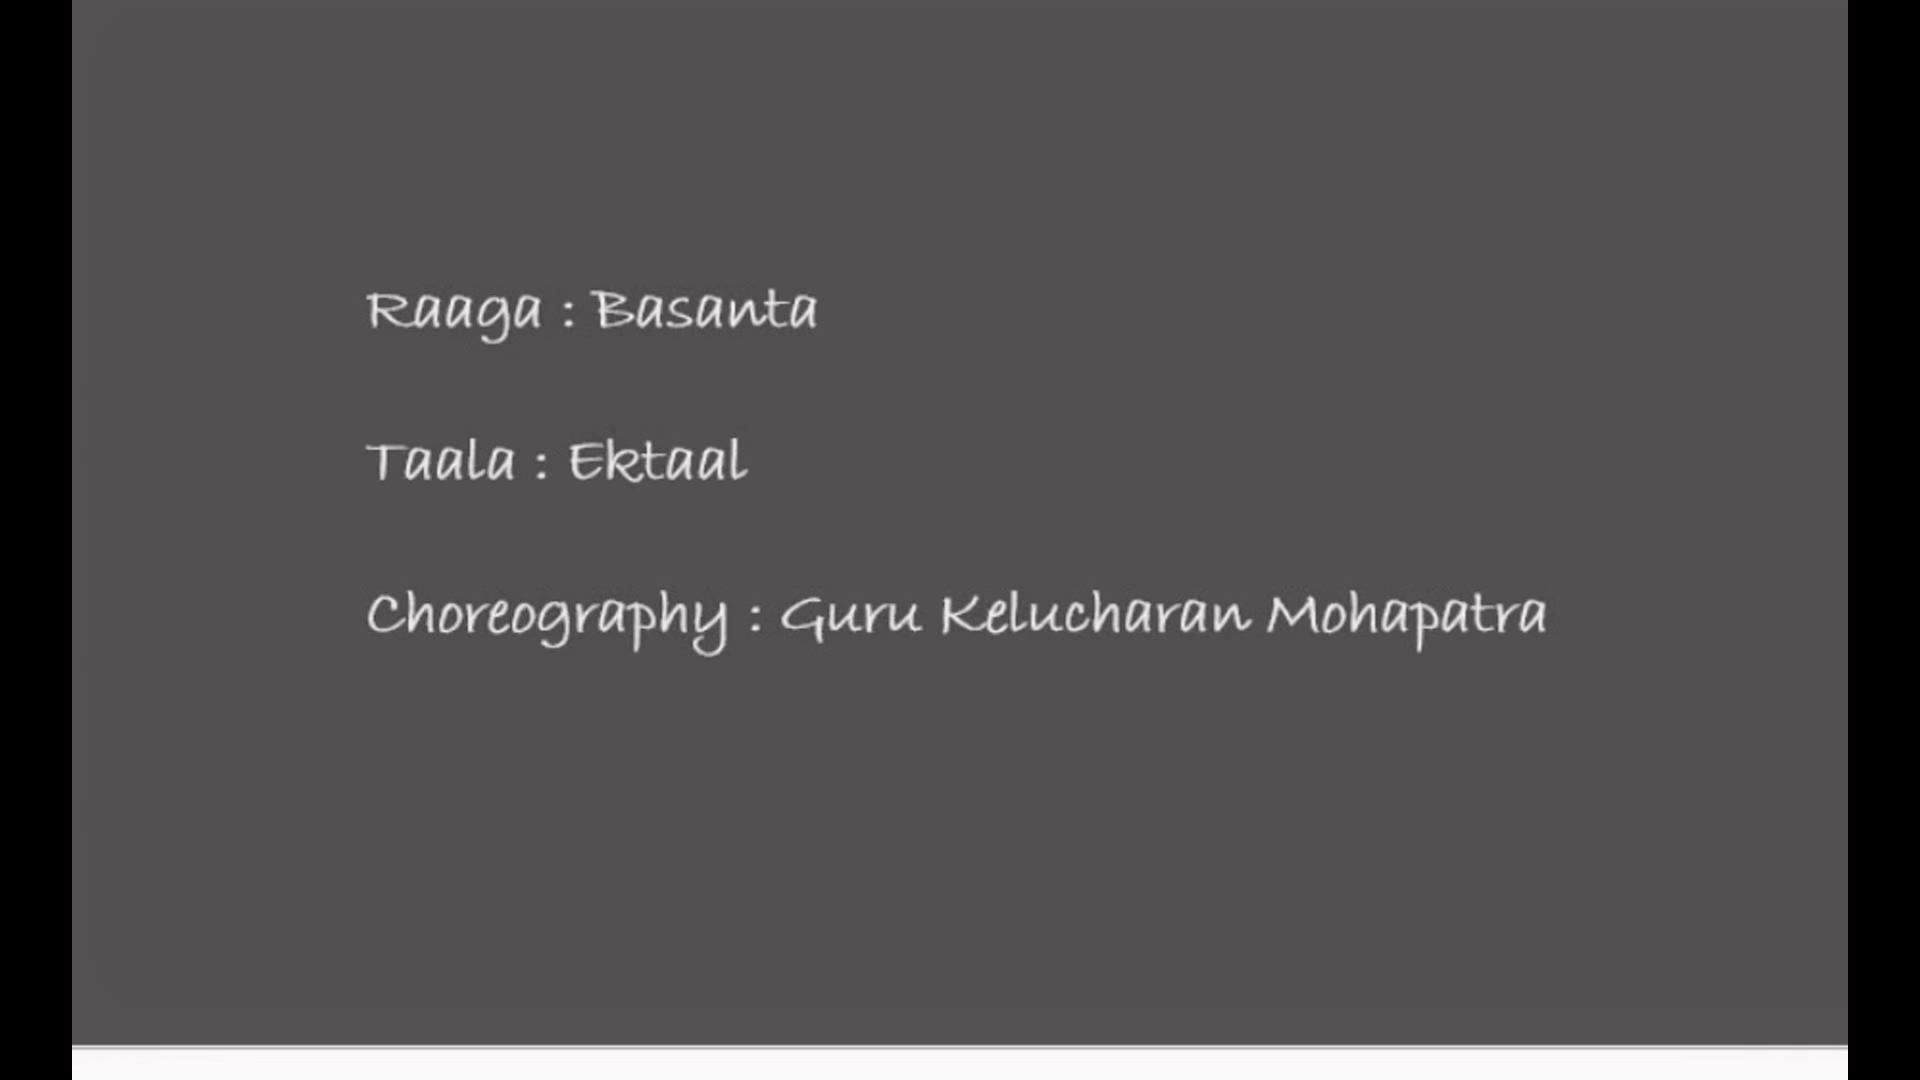 Raaga : Basanta
Taala : Ektaal
Choreography : Guru Kelucharan Mohapatra